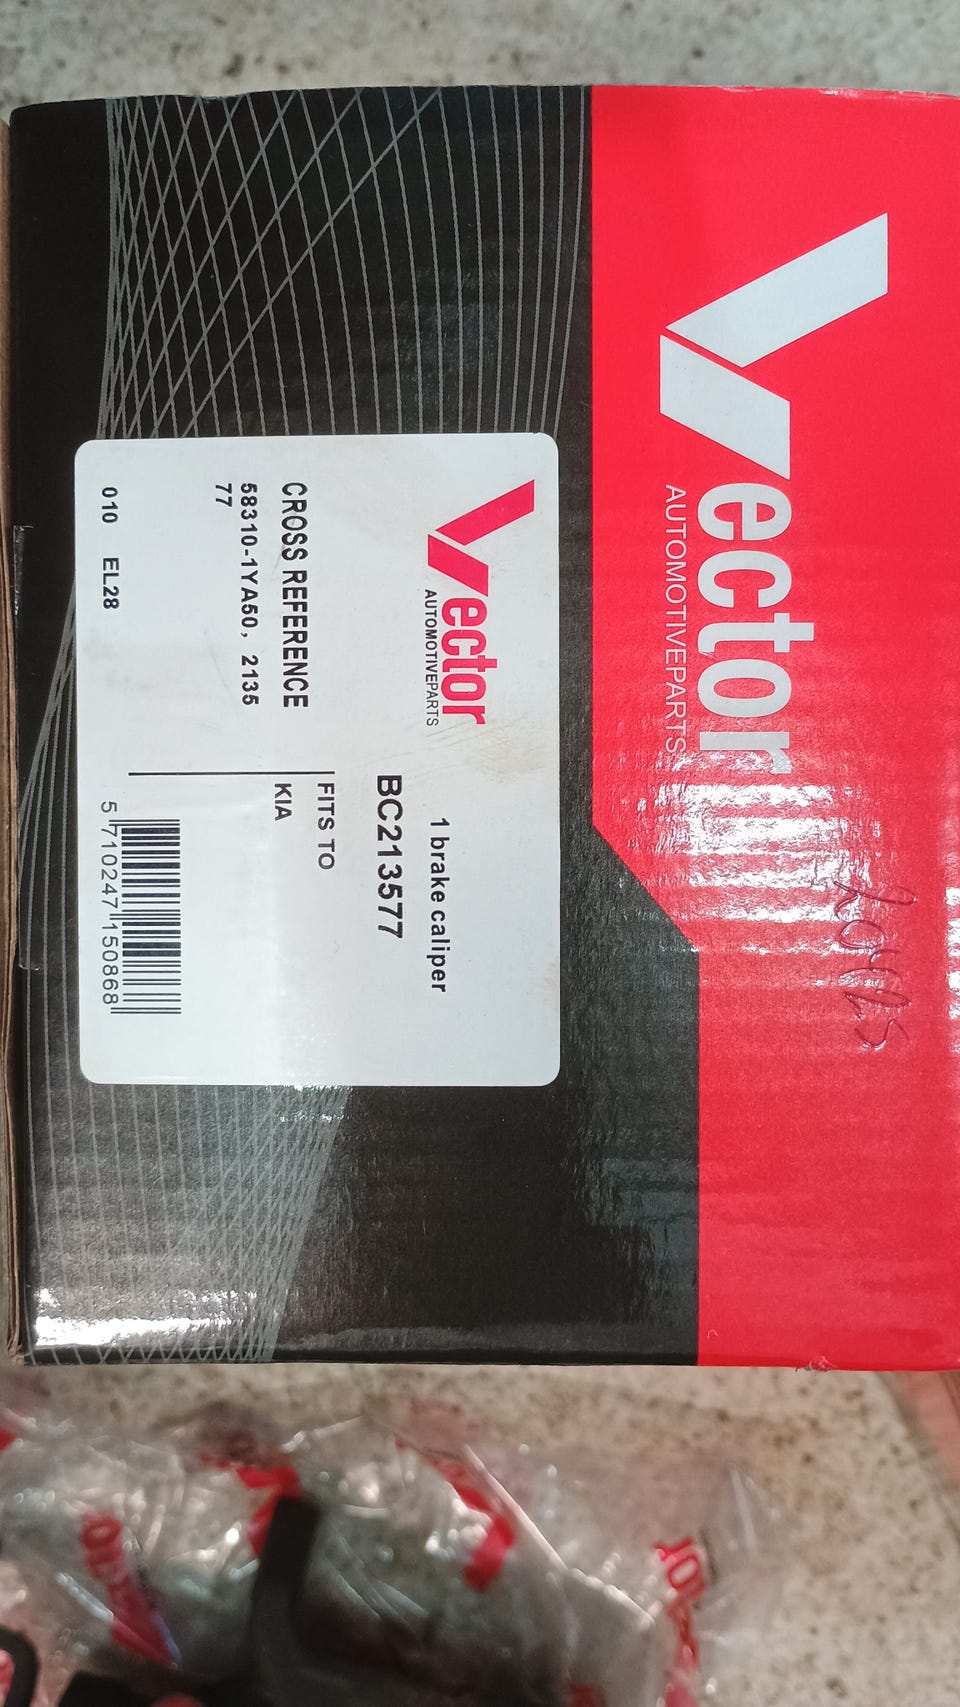 Vector
AUTOMOTIVEPARTS
Vector
AUTOMOTIVEPARTS
1 brake caliper
BC213577
CROSS REFERENCE
58310-1YA50, 2135
77
FITS TO
KIA
010 EL28
5 710247 150868